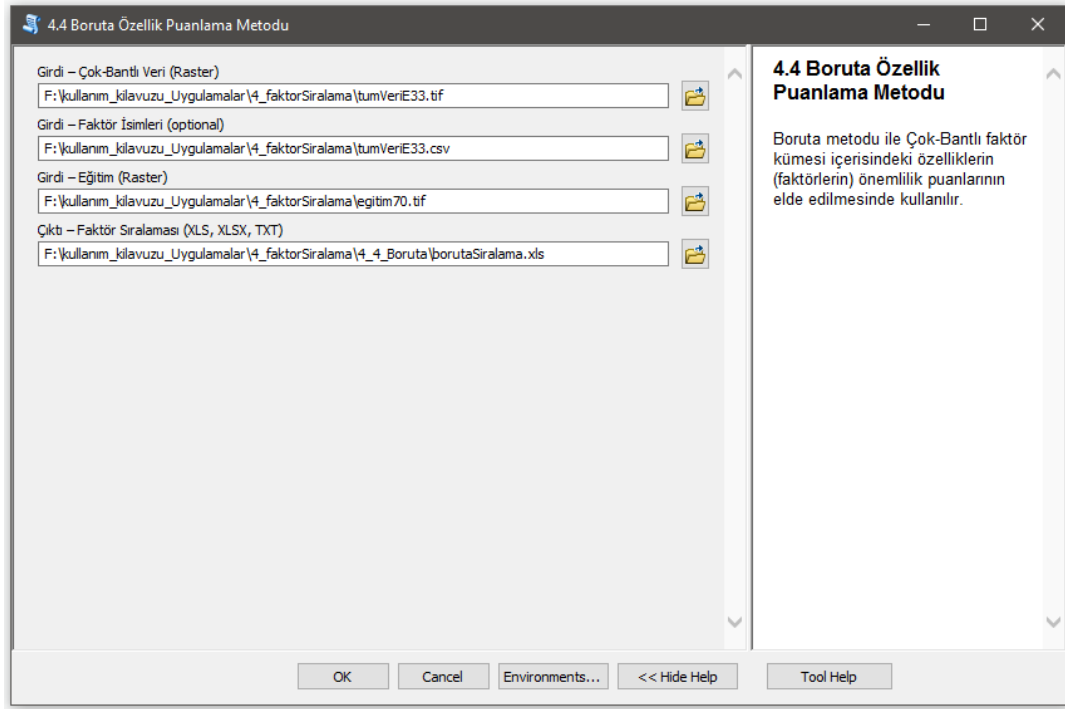 4.4 Boruta Özellik Puanlama Metodu
Girdi – Çok-Bantlı Veri (Raster)
F:\kullanım_kilavuzu_Uygulamalar\4_faktorSiralama\tumVeriE33.tif
Girdi – Faktör İsimleri (optional)
F:\kullanım_kilavuzu_Uygulamalar\4_faktorSiralama\tumVeriE33.csv
Girdi – Eğitim (Raster)
F:\kullanım_kilavuzu_Uygulamalar\4_faktorSiralama\egitim70.tif
Çıktı – Faktör Sıralaması (XLS, XLSX, TXT)
F:\kullanım_kilavuzu_Uygulamalar\4_faktorSiralama\4_4_Boruta\borutaSiralama.xls
4.4 Boruta Özellik
Puanlama Metodu
Boruta metodu ile Çok-Bantlı faktör
kümesi içerisindeki özelliklerin
(faktörlerin) önemlilik puanlarının
elde edilmesinde kullanılır.
OK Cancel Environments... << Hide Help Tool Help